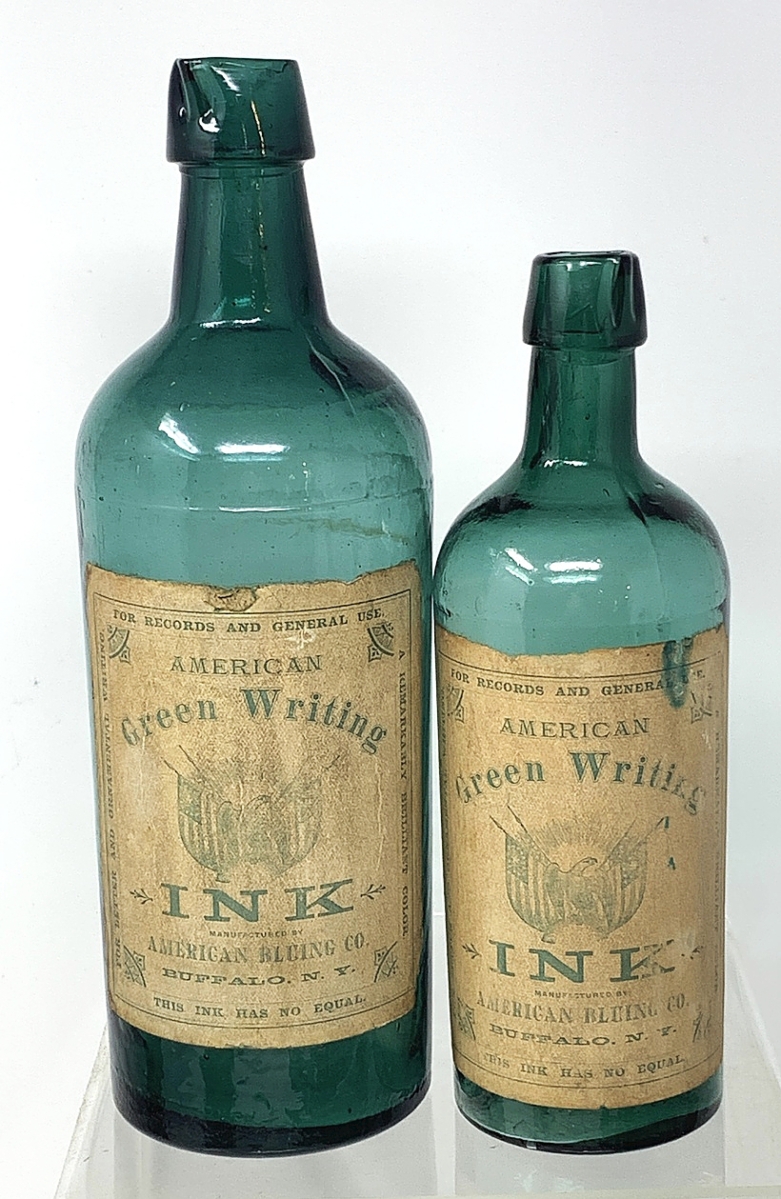 FOR RECORDS AND GENERAL USE.
AMERICAN
Green Writing
INK
MANUFACTURED BY
AMERICAN BLUING CO.
BUFFALO. N. Y.
THIS INK HAS NO EQUAL.
FOR LETTER AND ORNAMENTAL WRITING
A REMARKABLY BRILLIANT COLOR
FOR RECORDS AND GENERAL USE.
AMERICAN
Green Writing
INK
MANUFACTURED BY
AMERICAN BLUING CO.
BUFFALO. N. Y.
THIS INK HAS NO EQUAL.